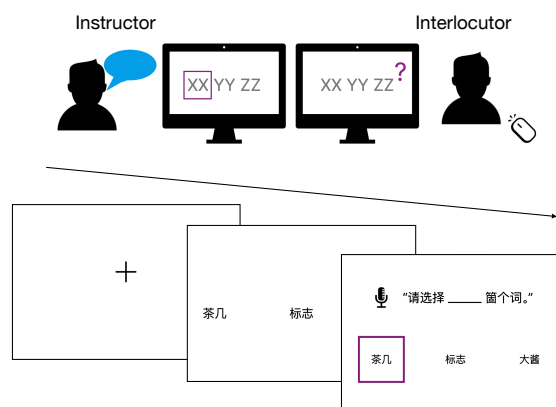 Instructor
Interlocutor
XX YY ZZ
XX YY ZZ ?
+
茶几 标志
“请选择 _____ 箇个词。”
茶几 标志 大酱